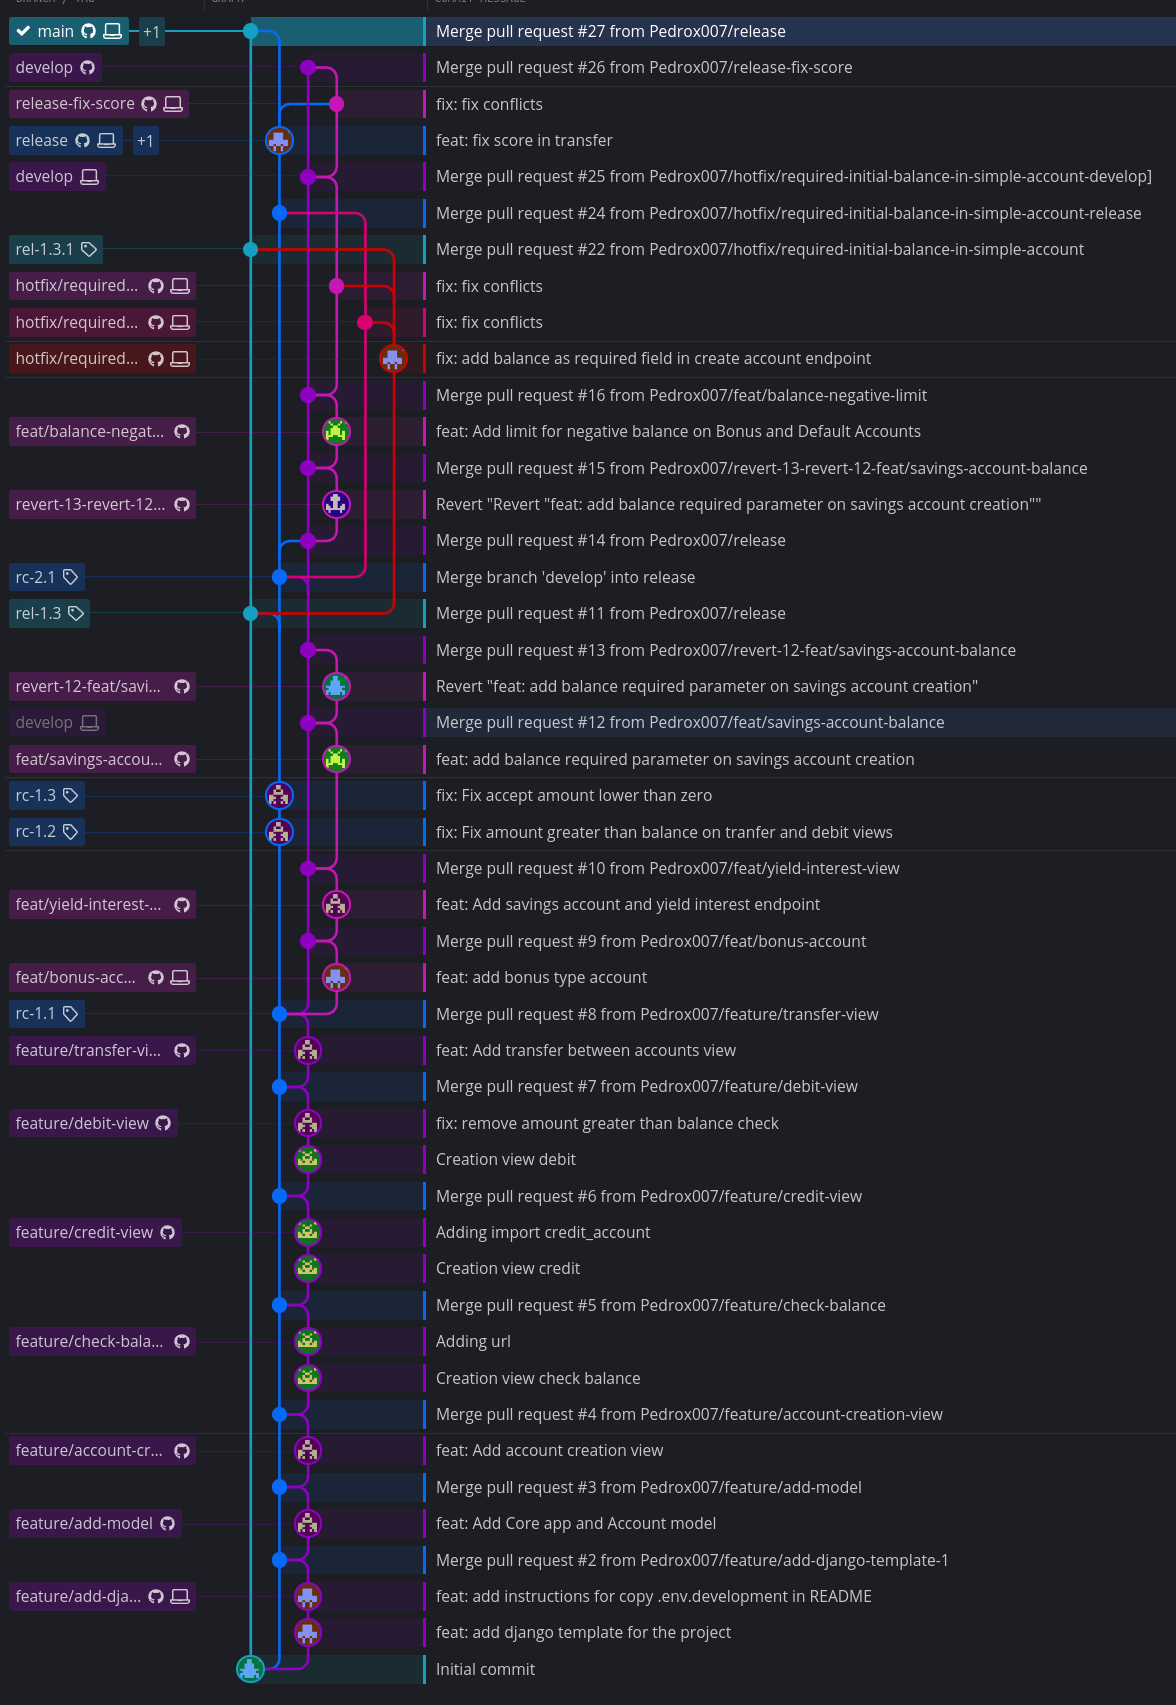 main +1 Merge pull request #27 from Pedrox007/release
develop Merge pull request #26 from Pedrox007/release-fix-score
release-fix-score fix: fix conflicts
release +1 feat: fix score in transfer
develop Merge pull request #25 from Pedrox007/hotfix/required-initial-balance-in-simple-account-develop]
Merge pull request #24 from Pedrox007/hotfix/required-initial-balance-in-simple-account-release
rel-1.3.1 Merge pull request #22 from Pedrox007/hotfix/required-initial-balance-in-simple-account
hotfix/required... fix: fix conflicts
hotfix/required... fix: fix conflicts
hotfix/required... fix: add balance as required field in create account endpoint
Merge pull request #16 from Pedrox007/feat/balance-negative-limit
feat/balance-negat... feat: Add limit for negative balance on Bonus and Default Accounts
Merge pull request #15 from Pedrox007/revert-13-revert-12-feat/savings-account-balance
revert-13-revert-12... Revert "Revert "feat: add balance required parameter on savings account creation""
Merge pull request #14 from Pedrox007/release
rc-2.1 Merge branch 'develop' into release
rel-1.3 Merge pull request #11 from Pedrox007/release
Merge pull request #13 from Pedrox007/revert-12-feat/savings-account-balance
revert-12-feat/savi... Revert "feat: add balance required parameter on savings account creation"
develop Merge pull request #12 from Pedrox007/feat/savings-account-balance
feat/savings-accou... feat: add balance required parameter on savings account creation
rc-1.3 fix: Fix accept amount lower than zero
rc-1.2 fix: Fix amount greater than balance on tranfer and debit views
Merge pull request #10 from Pedrox007/feat/yield-interest-view
feat/yield-interest-... feat: Add savings account and yield interest endpoint
Merge pull request #9 from Pedrox007/feat/bonus-account
feat/bonus-acc... feat: add bonus type account
rc-1.1 Merge pull request #8 from Pedrox007/feature/transfer-view
feature/transfer-vi... feat: Add transfer between accounts view
Merge pull request #7 from Pedrox007/feature/debit-view
feature/debit-view fix: remove amount greater than balance check
Creation view debit
Merge pull request #6 from Pedrox007/feature/credit-view
feature/credit-view Adding import credit_account
Creation view credit
Merge pull request #5 from Pedrox007/feature/check-balance
feature/check-bala... Adding url
Creation view check balance
Merge pull request #4 from Pedrox007/feature/account-creation-view
feature/account-cr... feat: Add account creation view
Merge pull request #3 from Pedrox007/feature/add-model
feature/add-model feat: Add Core app and Account model
Merge pull request #2 from Pedrox007/feature/add-django-template-1
feature/add-dja... feat: add instructions for copy .env.development in README
feat: add django template for the project
Initial commit